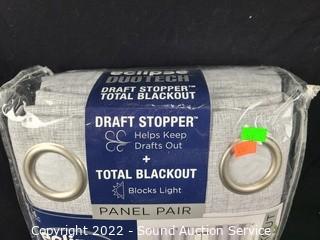 eclipse
DUOTECH
DRAFT STOPPER™
TOTAL BLACKOUT
DRAFT STOPPER™
Helps Keep
Drafts Out
+
TOTAL BLACKOUT
Blocks Light
PANEL PAIR
Copyright 2022 - Sound Auction Service